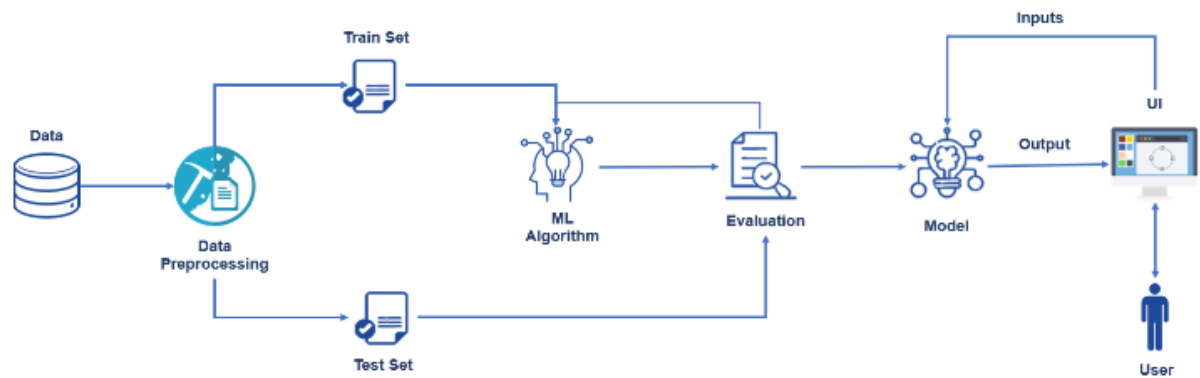 Inputs
Train Set
UI
Data
Output
ML
Algorithm
Evaluation
Model
Data
Preprocessing
Test Set
User